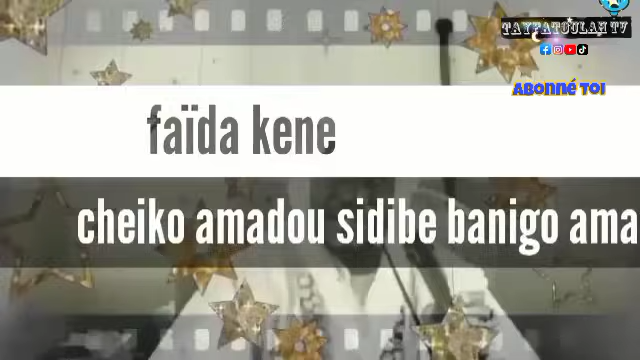 TAYFATOULAH TV
Abonné toi
faïda kene
cheiko amadou sidibe banigo ama